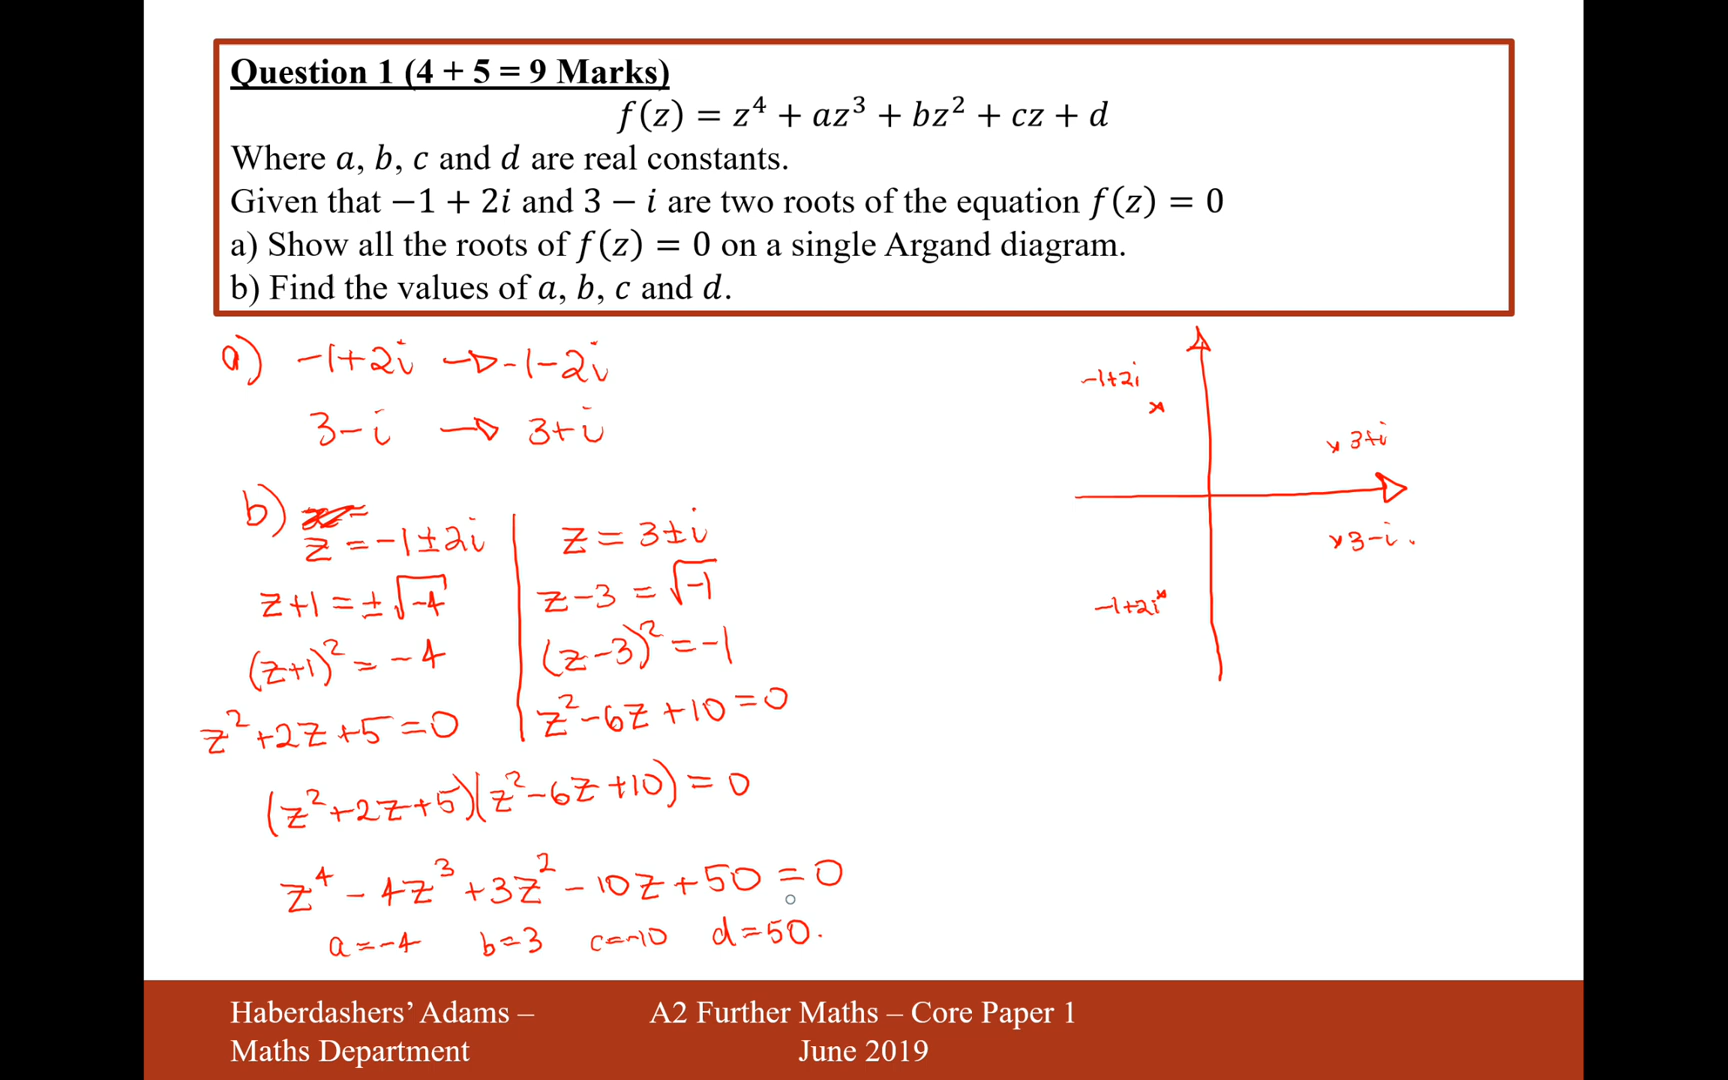 Question 1 (4 + 5 = 9 Marks)
f(z) = z⁴ + az³ + bz² + cz + d
Where a, b, c and d are real constants.
Given that −1 + 2i and 3 − i are two roots of the equation f(z) = 0
a) Show all the roots of f(z) = 0 on a single Argand diagram.
b) Find the values of a, b, c and d.
a) -1+2i → -1-2i
3-i → 3+i
-1+2i
x
x 3+i
x 3-i.
-1+2i x
b)
z = -1±2i
z+1 = ±√-4
(z+1)² = -4
z²+2z+5=0
z = 3±i
z-3 = √-1
(z-3)² = -1
z²-6z+10=0
(z²+2z+5)(z²-6z+10) = 0
z⁴ - 4z³ + 3z² - 10z + 50 = 0
a=-4 b=3 c=-10 d=50.
Haberdashers' Adams –
Maths Department
A2 Further Maths – Core Paper 1
June 2019